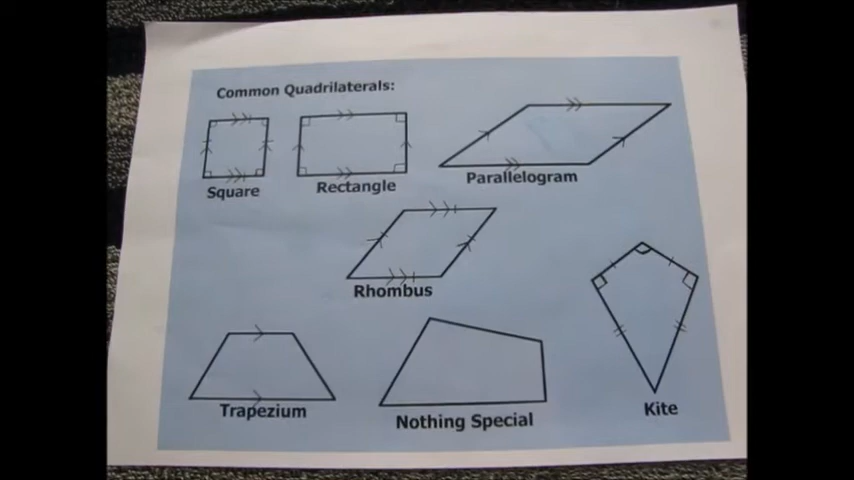 Common Quadrilaterals:
Square
Rectangle
Parallelogram
Rhombus
Trapezium
Nothing Special
Kite